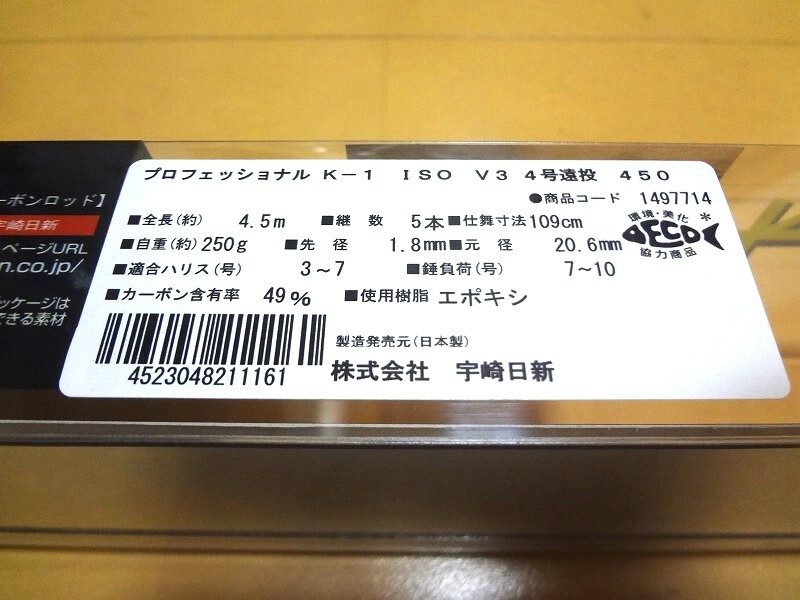 プロフェッショナル K－1 ISO V3 4号遠投 450
●商品コード 1497714
■全長(約) 4.5m ■継数 5本 ■仕舞寸法 109cm
■自重(約) 250g ■先径 1.8mm ■元径 20.6mm
環境・美化
ECO
協力商品
■適合ハリス(号) 3～7 ■錘負荷(号) 7～10
■カーボン含有率 49% ■使用樹脂 エポキシ
製造発売元(日本製)
株式会社 宇崎日新
4523048211161
ーボンロッド】
宇崎日新
ページURL
n.co.jp/
ッケージは
できる素材